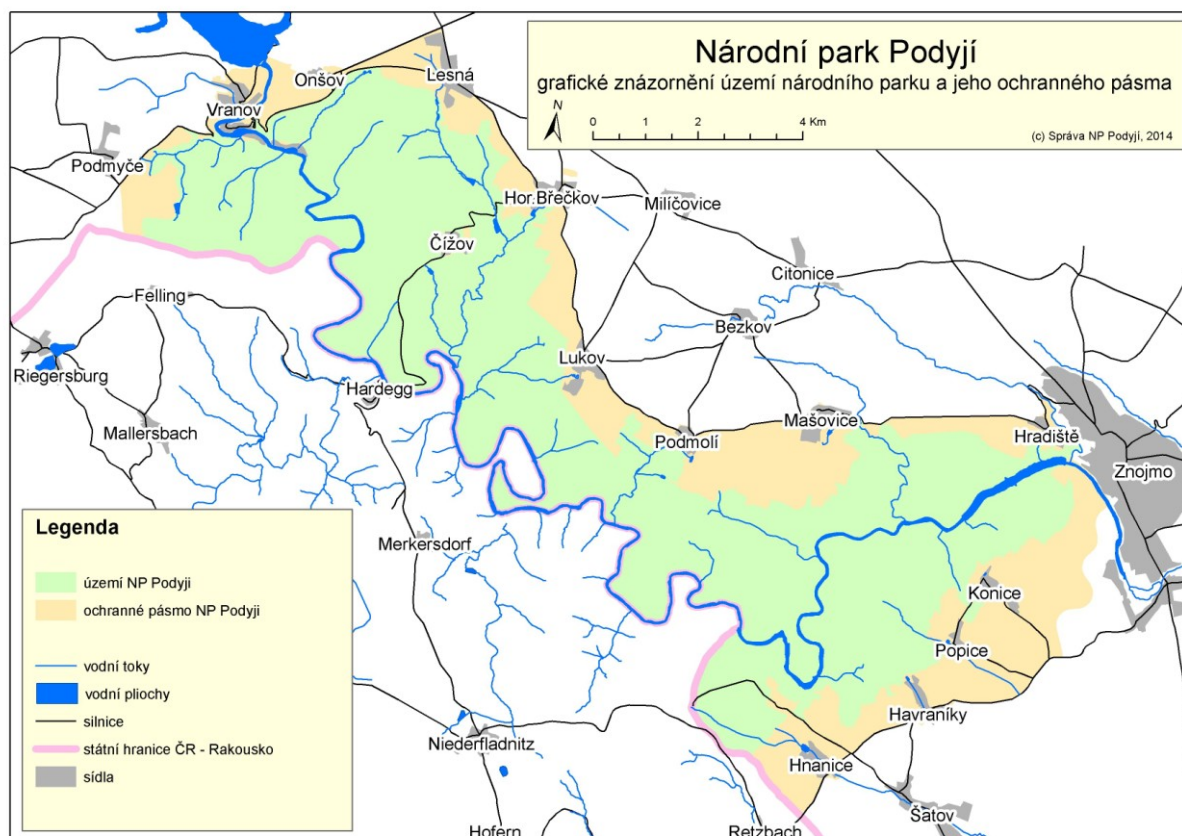 Národní park Podyjí
grafické znázornění území národního parku a jeho ochranného pásma
N
0 1 2 4 Km
(c) Správa NP Podyjí, 2014
Onšov
Lesná
Vranov
Podmyče
Hor.Břečkov
Milíčovice
Čížov
Citonice
Felling
Bezkov
Lukov
Riegersburg
Hardegg
Mallersbach
Podmolí
Mašovice
Hradiště
Znojmo
Merkersdorf
Konice
Popice
Havraníky
Niederfladnitz
Hnanice
Šatov
Hofern
Retzbach
Legenda
území NP Podyji
ochranné pásmo NP Podyji
vodní toky
vodní pliochy
silnice
státní hranice ČR - Rakousko
sídla